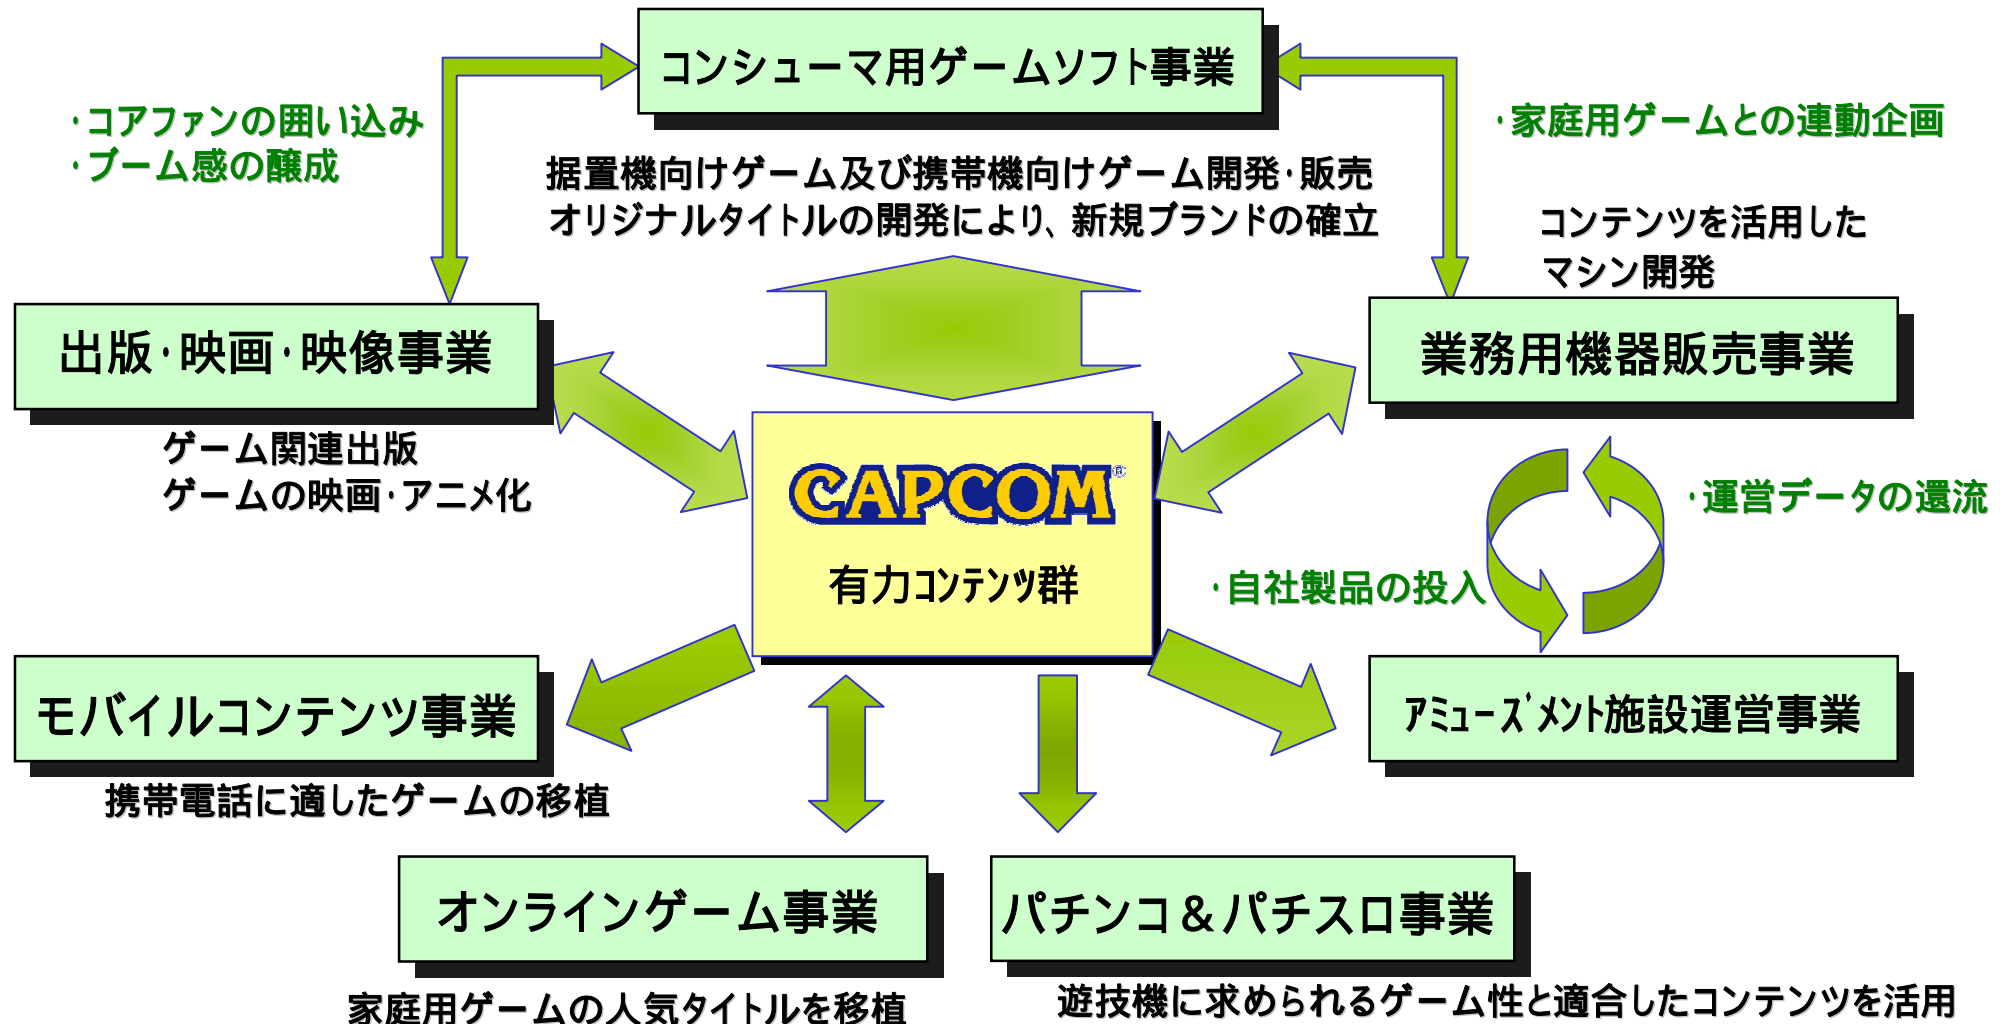 コンシューマ用ゲームソフト事業
・コアファンの囲い込み
・ブーム感の醸成
・家庭用ゲームとの連動企画
据置機向けゲーム及び携帯機向けゲーム開発・販売
オリジナルタイトルの開発により、新規ブランドの確立
コンテンツを活用した
マシン開発
出版・映画・映像事業
業務用機器販売事業
ゲーム関連出版
ゲームの映画・アニメ化
CAPCOM®
有力コンテンツ群
・運営データの還流
・自社製品の投入
モバイルコンテンツ事業
アミューズメント施設運営事業
携帯電話に適したゲームの移植
オンラインゲーム事業
パチンコ&パチスロ事業
家庭用ゲームの人気タイトルを移植
遊技機に求められるゲーム性と適合したコンテンツを活用